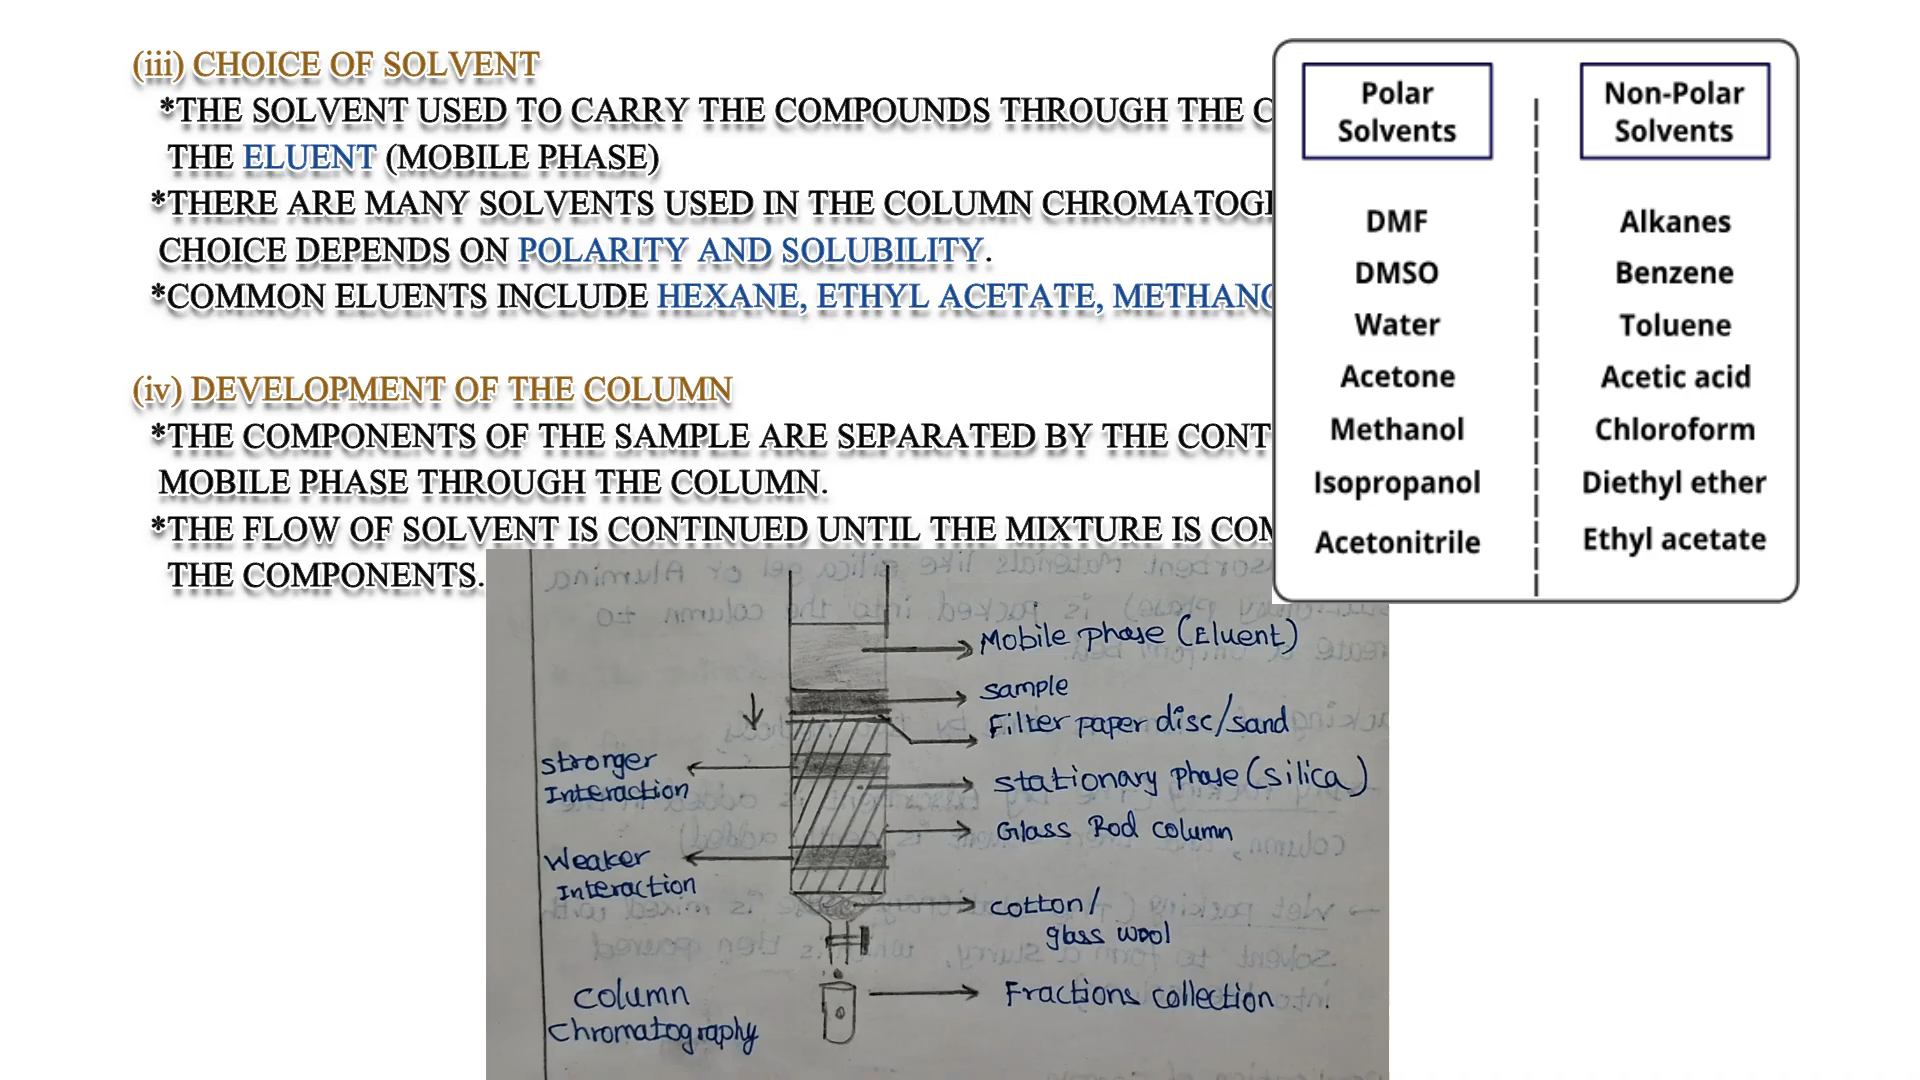 (iii) CHOICE OF SOLVENT
*THE SOLVENT USED TO CARRY THE COMPOUNDS THROUGH THE C
THE ELUENT (MOBILE PHASE)
*THERE ARE MANY SOLVENTS USED IN THE COLUMN CHROMATOG
CHOICE DEPENDS ON POLARITY AND SOLUBILITY.
*COMMON ELUENTS INCLUDE HEXANE, ETHYL ACETATE, METHANO
(iv) DEVELOPMENT OF THE COLUMN
*THE COMPONENTS OF THE SAMPLE ARE SEPARATED BY THE CONT
MOBILE PHASE THROUGH THE COLUMN.
*THE FLOW OF SOLVENT IS CONTINUED UNTIL THE MIXTURE IS COM
THE COMPONENTS.
Polar Non-Polar
Solvents Solvents
DMF Alkanes
DMSO Benzene
Water Toluene
Acetone Acetic acid
Methanol Chloroform
Isopropanol Diethyl ether
Acetonitrile Ethyl acetate
Mobile phase (Eluent)
sample
Filter paper disc/sand
stronger
Interaction
stationary phase (silica)
Glass Rod column
Weaker
Interaction
cotton/
glass wool
Fractions collection
column
chromatography